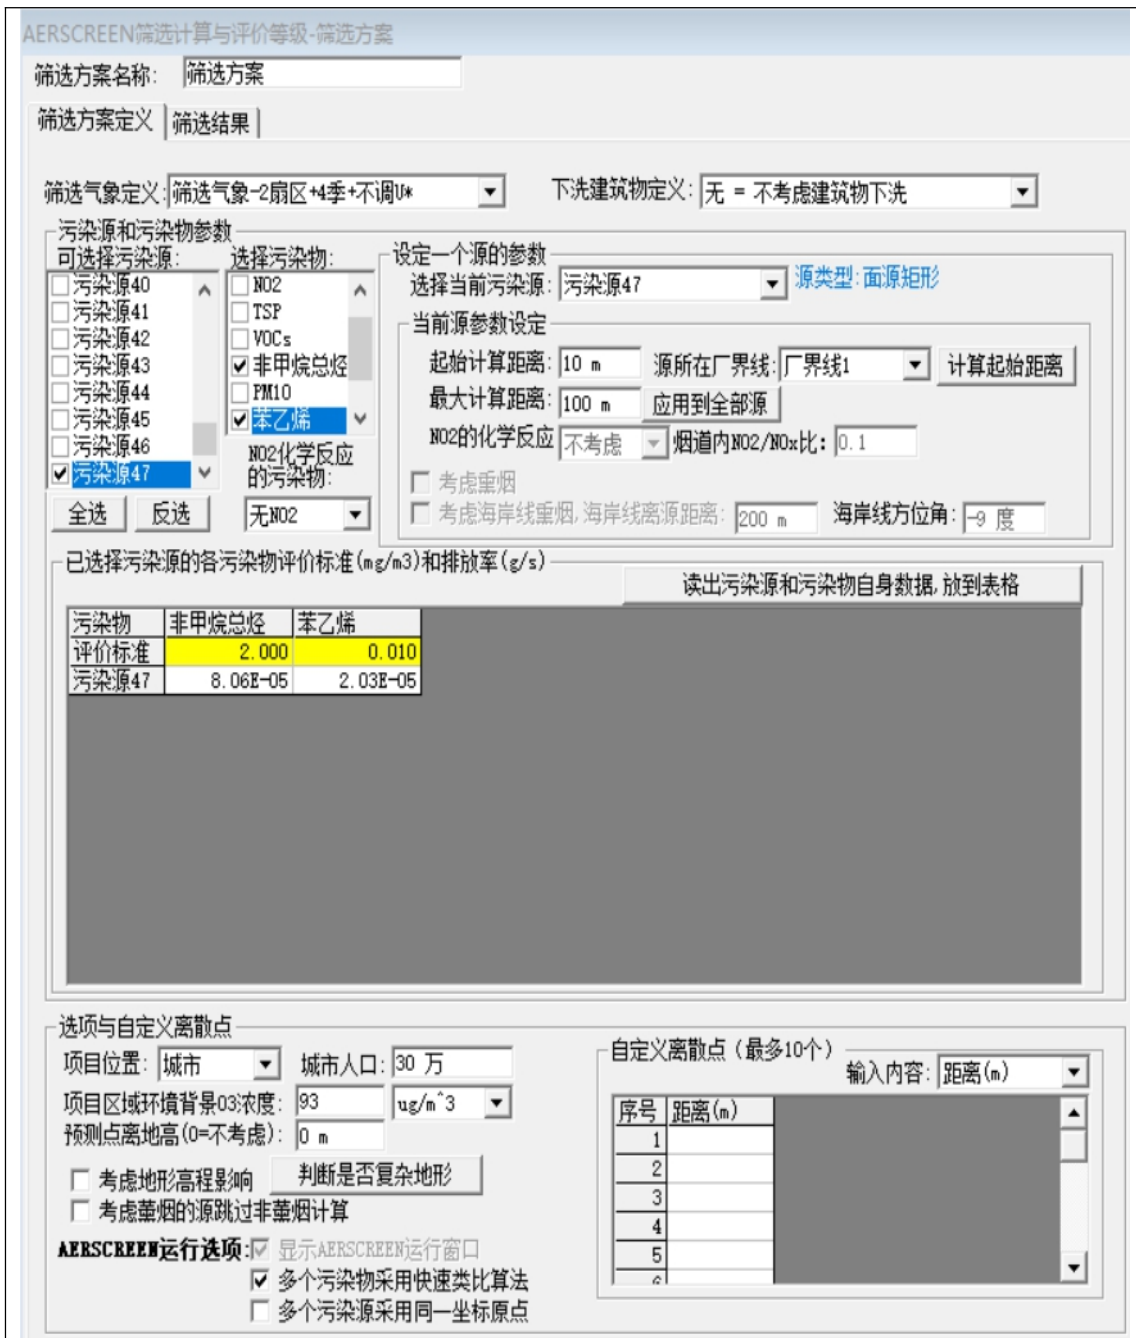 AERSCREEN筛选计算与评价等级-筛选方案
筛选方案名称: 筛选方案
筛选方案定义 筛选结果
筛选气象定义: 筛选气象-2扇区+4季+不调U* 下洗建筑物定义: 无 = 不考虑建筑物下洗
污染源和污染物参数
可选择污染源: 选择污染物:
污染源40 NO2
污染源41 TSP
污染源42 VOCs
污染源43 非甲烷总烃
污染源44 PM10
污染源45 苯乙烯
污染源46
污染源47
NO2化学反应
的污染物:
全选 反选 无NO2
设定一个源的参数
选择当前污染源: 污染源47 源类型:面源矩形
当前源参数设定
起始计算距离: 10 m 源所在厂界线: 厂界线1 计算起始距离
最大计算距离: 100 m 应用到全部源
NO2的化学反应 不考虑 烟道内NO2/NOx比: 0.1
考虑重烟
考虑海岸线重烟,海岸线离源距离: 200 m 海岸线方位角: -9 度
已选择污染源的各污染物评价标准(mg/m3)和排放率(g/s)
读出污染源和污染物自身数据,放到表格
污染物 非甲烷总烃 苯乙烯
评价标准 2.000 0.010
污染源47 8.06E-05 2.03E-05
选项与自定义离散点
项目位置: 城市 城市人口: 30 万
项目区域环境背景O3浓度: 93 ug/m^3
预测点离地高(0=不考虑): 0 m
考虑地形高程影响 判断是否复杂地形
考虑薰烟的源跳过非薰烟计算
AERSCREEN运行选项: 显示AERSCREEN运行窗口
多个污染物采用快速类比算法
多个污染源采用同一坐标原点
自定义离散点(最多10个)
输入内容: 距离(m)
序号 距离(m)
1
2
3
4
5
6